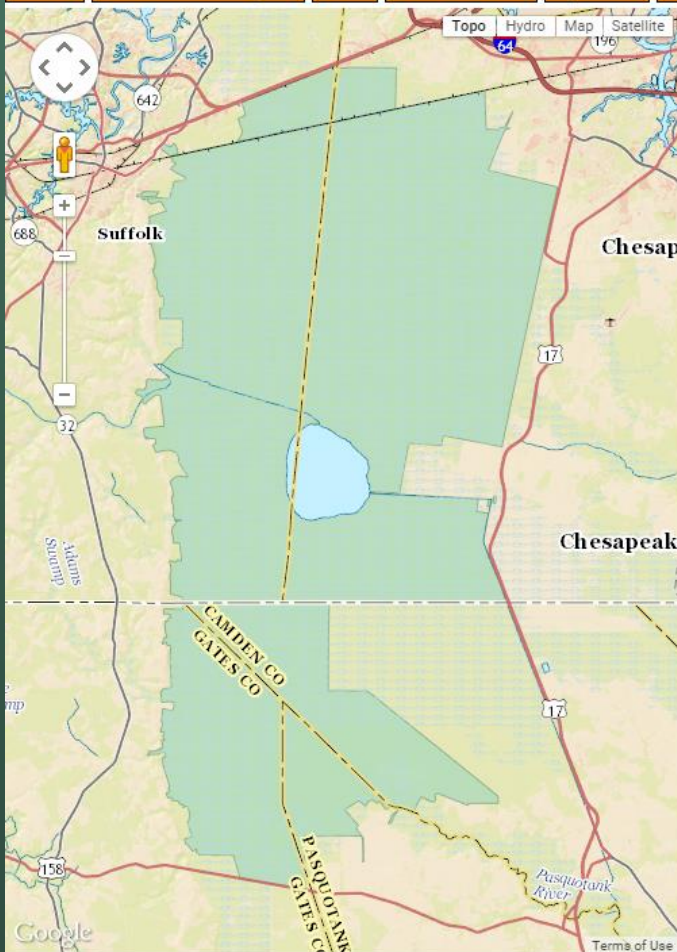 Topo Hydro Map Satellite
64
196
642
+
688
Suffolk
Chesap
17
−
32
Adams
Swamp
Chesapeak
CAMDEN CO
GATES CO
mp
17
PASQUOTANK
GATES CO
158
Pasquotank
River
Google
Terms of Use